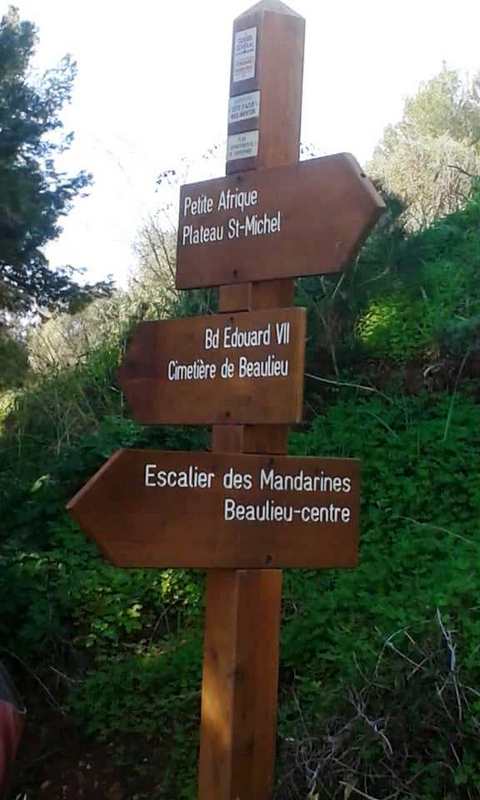 Petite Afrique
Plateau St-Michel
Bd Edouard VII
Cimetière de Beaulieu
Escalier des Mandarines
Beaulieu-centre